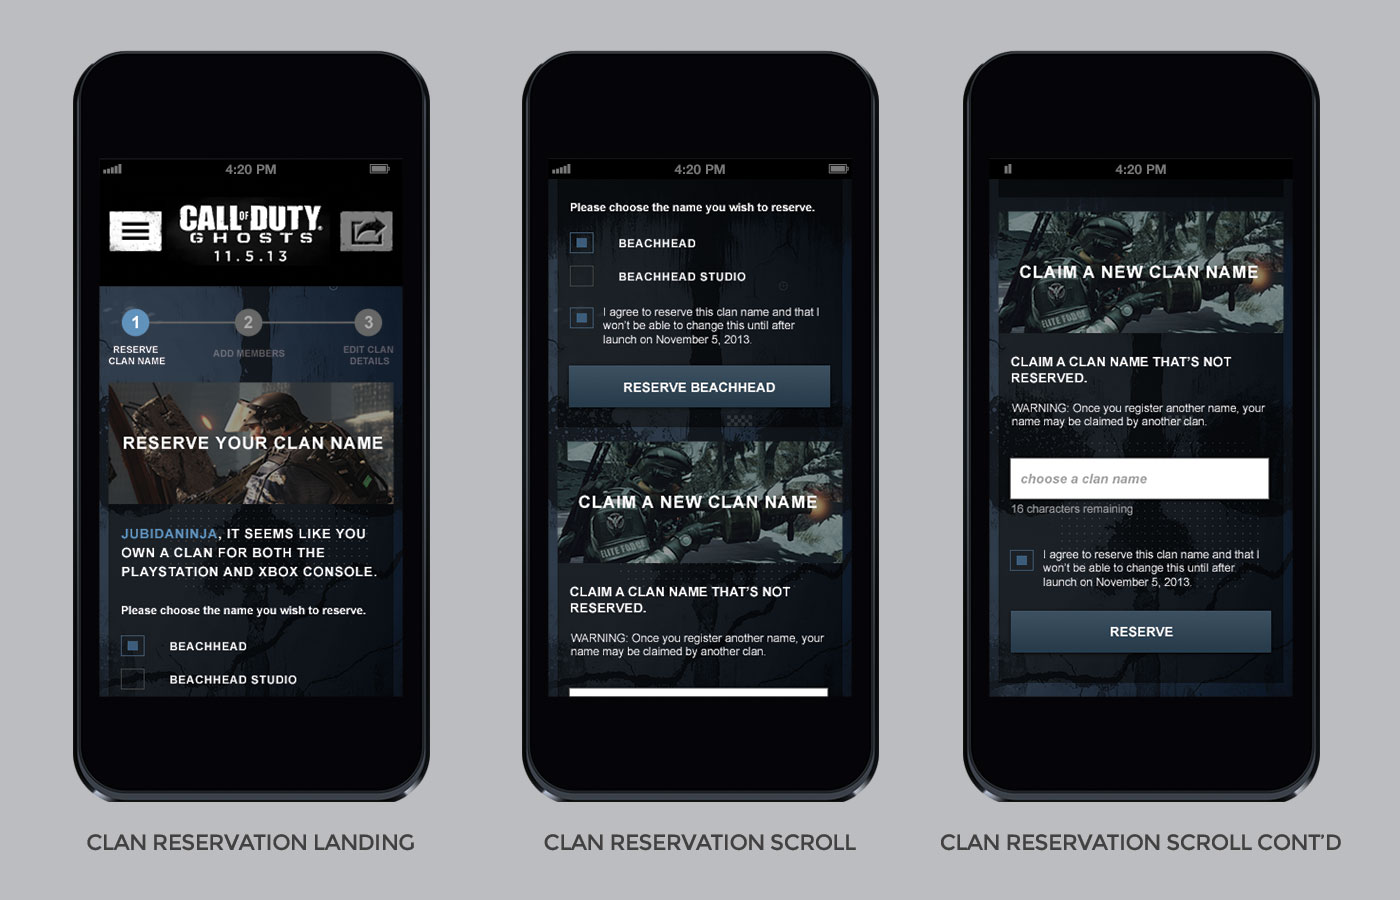 4:20 PM
CALL OF DUTY
GHOSTS
11.5.13
1
2
3
RESERVE
CLAN NAME
ADD MEMBERS
EDIT CLAN
DETAILS
RESERVE YOUR CLAN NAME
JUBIDANINJA, IT SEEMS LIKE YOU
OWN A CLAN FOR BOTH THE
PLAYSTATION AND XBOX CONSOLE.
Please choose the name you wish to reserve.
BEACHHEAD
BEACHHEAD STUDIO
CLAN RESERVATION LANDING
4:20 PM
Please choose the name you wish to reserve.
BEACHHEAD
BEACHHEAD STUDIO
I agree to reserve this clan name and that I
won't be able to change this until after
launch on November 5, 2013.
RESERVE BEACHHEAD
CLAIM A NEW CLAN NAME
ELITE FORCE
CLAIM A CLAN NAME THAT'S NOT
RESERVED.
WARNING: Once you register another name, your
name may be claimed by another clan.
CLAN RESERVATION SCROLL
4:20 PM
CLAIM A NEW CLAN NAME
ELITE FORCE
CLAIM A CLAN NAME THAT'S NOT
RESERVED.
WARNING: Once you register another name, your
name may be claimed by another clan.
choose a clan name
16 characters remaining
I agree to reserve this clan name and that I
won't be able to change this until after
launch on November 5, 2013.
RESERVE
CLAN RESERVATION SCROLL CONT'D